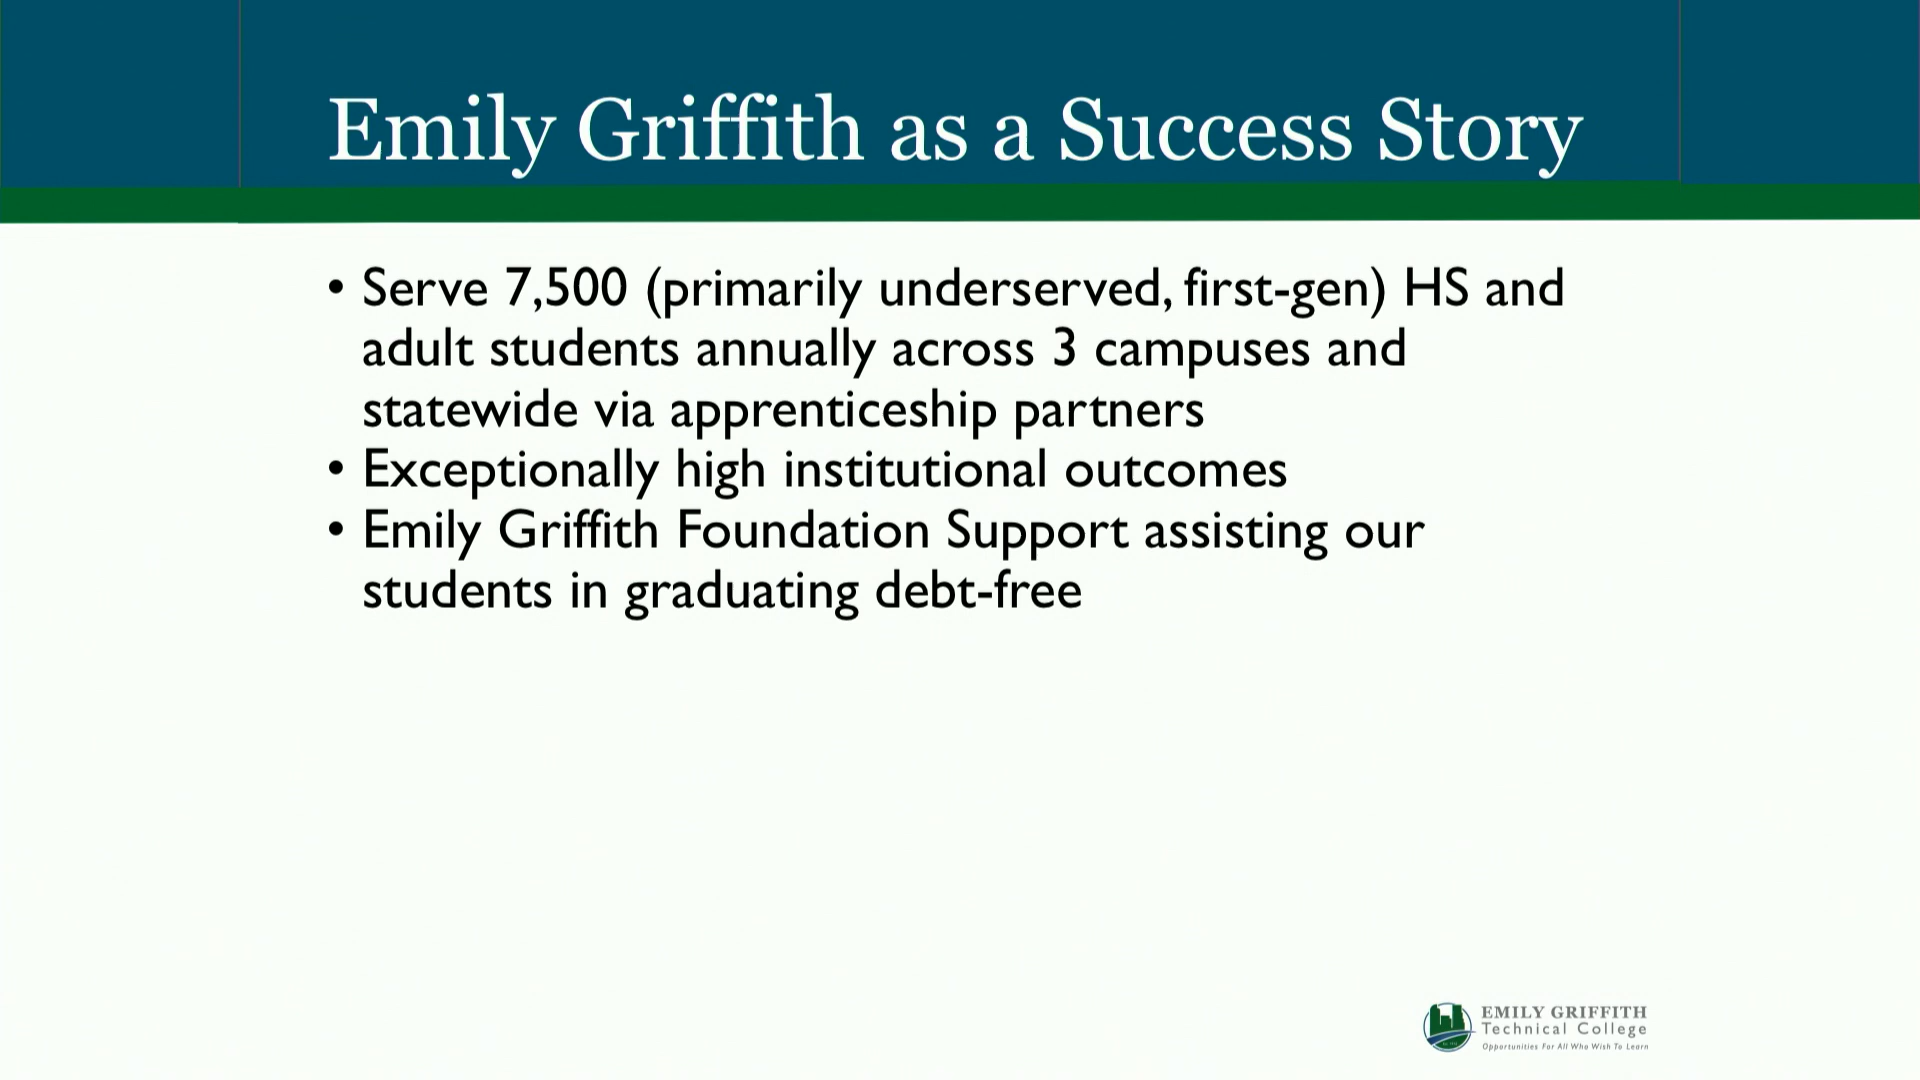 Emily Griffith as a Success Story
• Serve 7,500 (primarily underserved, first-gen) HS and
adult students annually across 3 campuses and
statewide via apprenticeship partners
• Exceptionally high institutional outcomes
• Emily Griffith Foundation Support assisting our
students in graduating debt-free
EMILY GRIFFITH
Technical College
Opportunities For All Who Wish To Learn